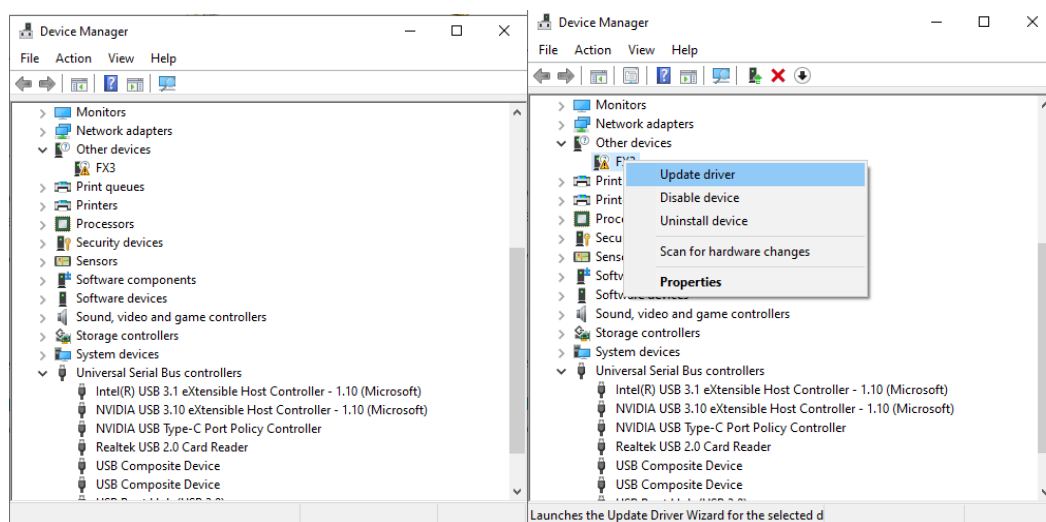 Device Manager
File Action View Help
Monitors
Network adapters
Other devices
FX3
Print queues
Printers
Processors
Security devices
Sensors
Software components
Software devices
Sound, video and game controllers
Storage controllers
System devices
Universal Serial Bus controllers
Intel(R) USB 3.1 eXtensible Host Controller - 1.10 (Microsoft)
NVIDIA USB 3.10 eXtensible Host Controller - 1.10 (Microsoft)
NVIDIA USB Type-C Port Policy Controller
Realtek USB 2.0 Card Reader
USB Composite Device
USB Composite Device
Device Manager
File Action View Help
Monitors
Network adapters
Other devices
Print
Print
Update driver
Disable device
Uninstall device
Scan for hardware changes
Properties
Sound, video and game controllers
Storage controllers
System devices
Universal Serial Bus controllers
Intel(R) USB 3.1 eXtensible Host Controller - 1.10 (Microsoft)
NVIDIA USB 3.10 eXtensible Host Controller - 1.10 (Microsoft)
NVIDIA USB Type-C Port Policy Controller
Realtek USB 2.0 Card Reader
USB Composite Device
USB Composite Device
Launches the Update Driver Wizard for the selected d